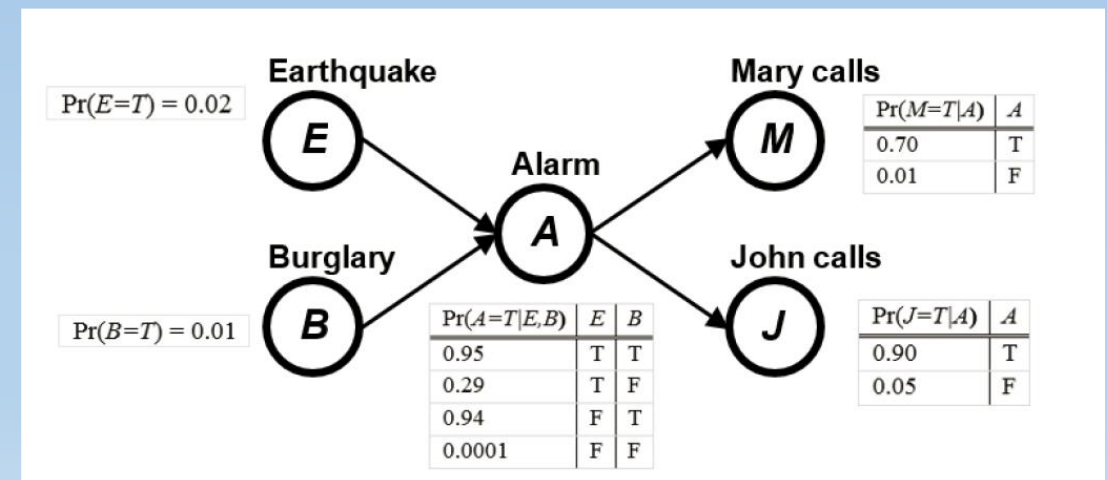 Earthquake
Pr(E=T) = 0.02
E
Burglary
Pr(B=T) = 0.01
B
Alarm
A
Pr(A=T|E,B) E B
0.95 T T
0.29 T F
0.94 F T
0.0001 F F
Mary calls
M
Pr(M=T|A) A
0.70 T
0.01 F
John calls
J
Pr(J=T|A) A
0.90 T
0.05 F